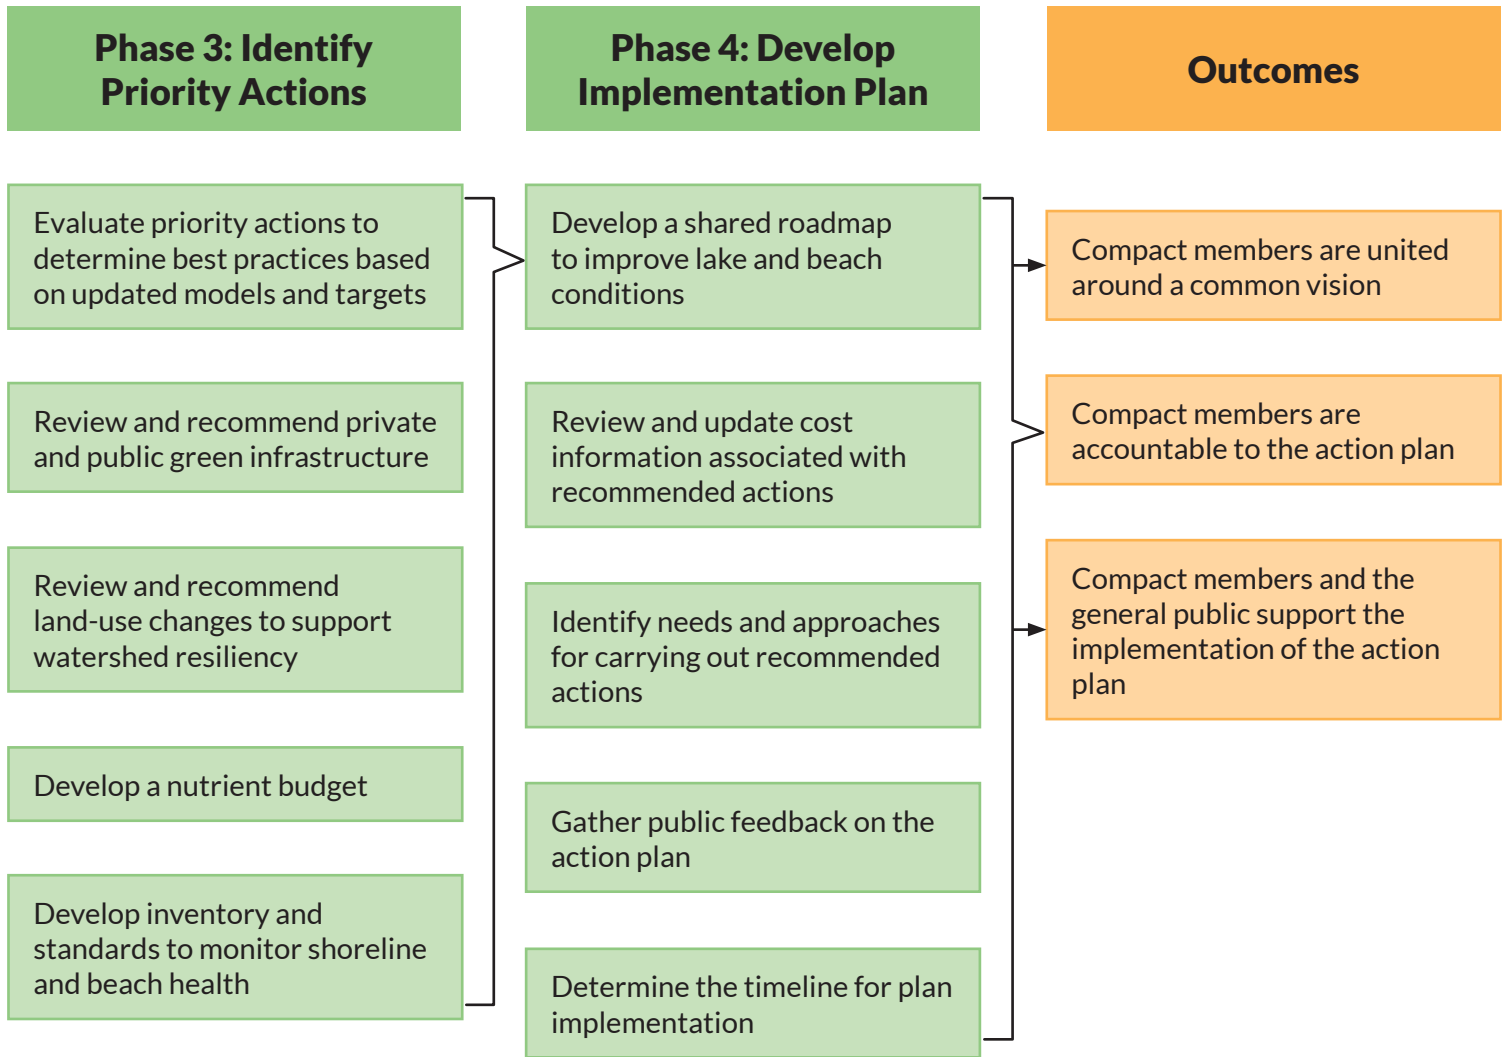 Phase 3: Identify
Priority Actions
Evaluate priority actions to
determine best practices based
on updated models and targets
Review and recommend private
and public green infrastructure
Review and recommend
land-use changes to support
watershed resiliency
Develop a nutrient budget
Develop inventory and
standards to monitor shoreline
and beach health
Phase 4: Develop
Implementation Plan
Develop a shared roadmap
to improve lake and beach
conditions
Review and update cost
information associated with
recommended actions
Identify needs and approaches
for carrying out recommended
actions
Gather public feedback on the
action plan
Determine the timeline for plan
implementation
Outcomes
Compact members are united
around a common vision
Compact members are
accountable to the action plan
Compact members and the
general public support the
implementation of the action
plan